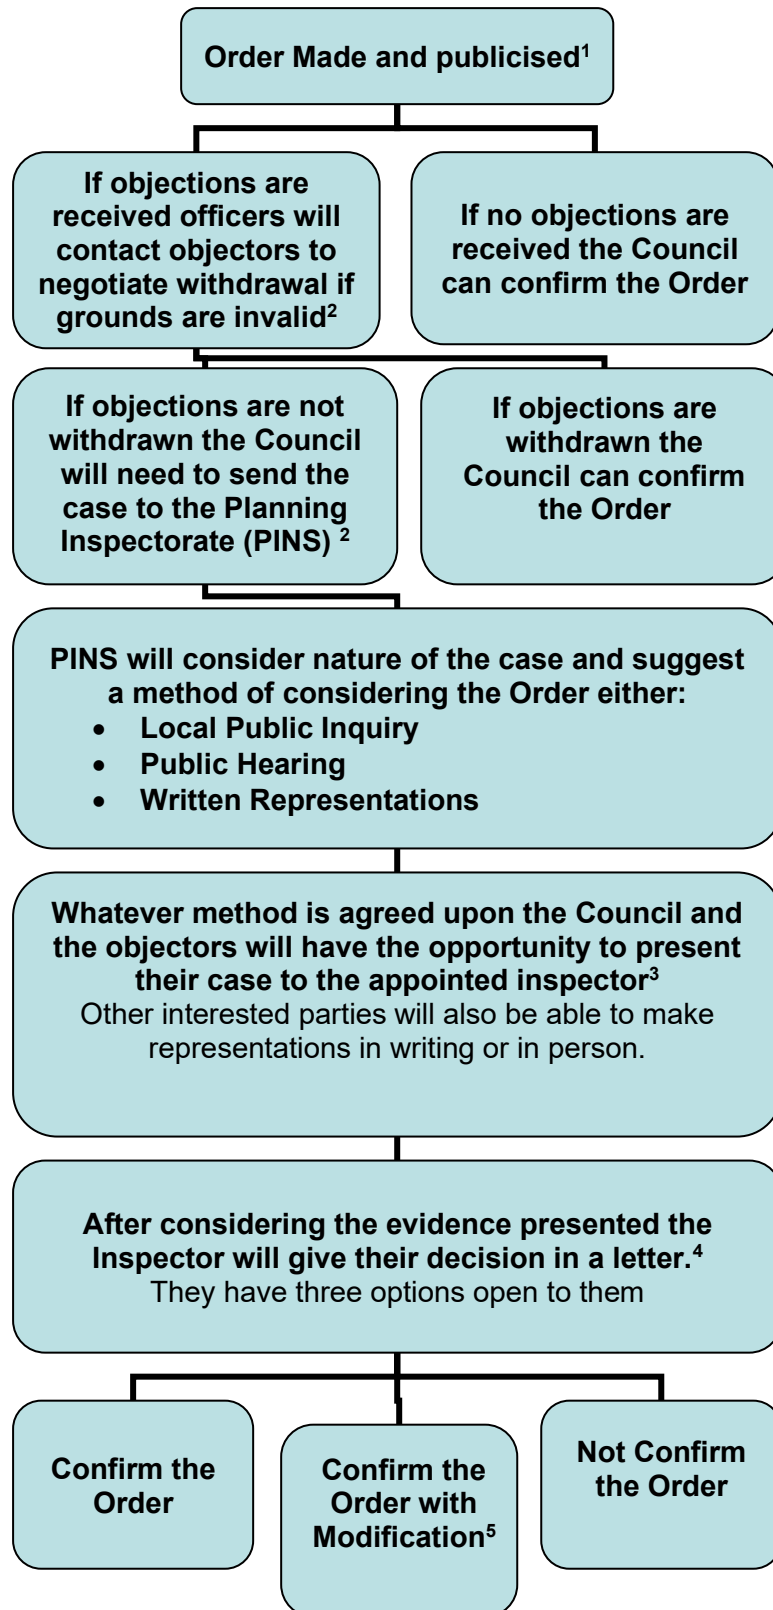 Order Made and publicised¹
If objections are
received officers will
contact objectors to
negotiate withdrawal if
grounds are invalid²
If no objections are
received the Council
can confirm the Order
If objections are not
withdrawn the Council
will need to send the
case to the Planning
Inspectorate (PINS) ²
If objections are
withdrawn the
Council can confirm
the Order
PINS will consider nature of the case and suggest
a method of considering the Order either:
• Local Public Inquiry
• Public Hearing
• Written Representations
Whatever method is agreed upon the Council and
the objectors will have the opportunity to present
their case to the appointed inspector³
Other interested parties will also be able to make
representations in writing or in person.
After considering the evidence presented the
Inspector will give their decision in a letter.⁴
They have three options open to them
Confirm the
Order
Confirm the
Order with
Modification⁵
Not Confirm
the Order